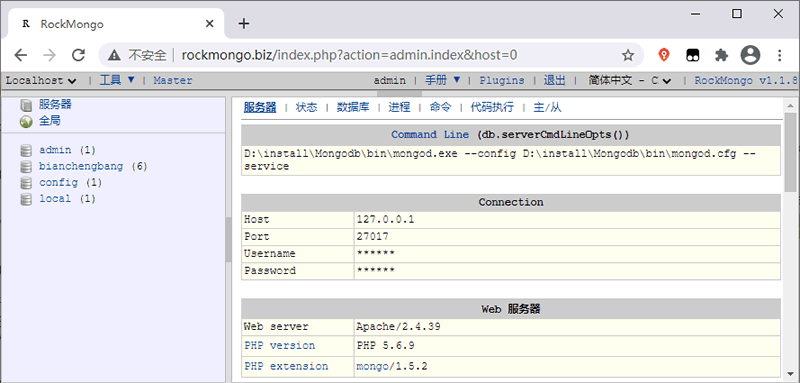 RockMongo
不安全 rockmongo.biz/index.php?action=admin.index&host=0
Localhost | 工具 ▼ | Master admin | 手册 ▼ | Plugins | 退出 | 简体中文 - C | RockMongo v1.1.8
服务器
全局
admin (1)
bianchengbang (6)
config (1)
local (1)
服务器 | 状态 | 数据库 | 进程 | 命令 | 代码执行 | 主/从
Command Line (db.serverCmdLineOpts())
D:\install\Mongodb\bin\mongod.exe --config D:\install\Mongodb\bin\mongod.cfg --
service
Connection
Host 127.0.0.1
Port 27017
Username ******
Password ******
Web 服务器
Web server Apache/2.4.39
PHP version PHP 5.6.9
PHP extension mongo/1.5.2